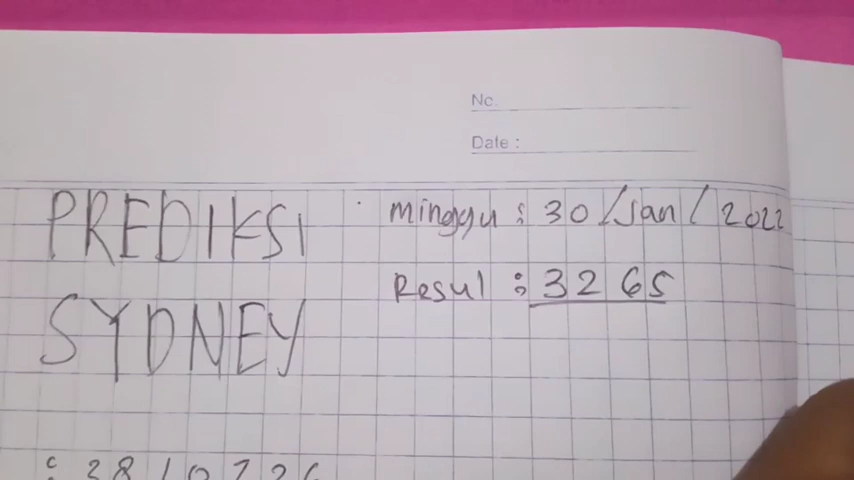 No.
Date :
PREDIKSI
minggu : 30/Jan/2022
Resul : 3265
SYDNEY